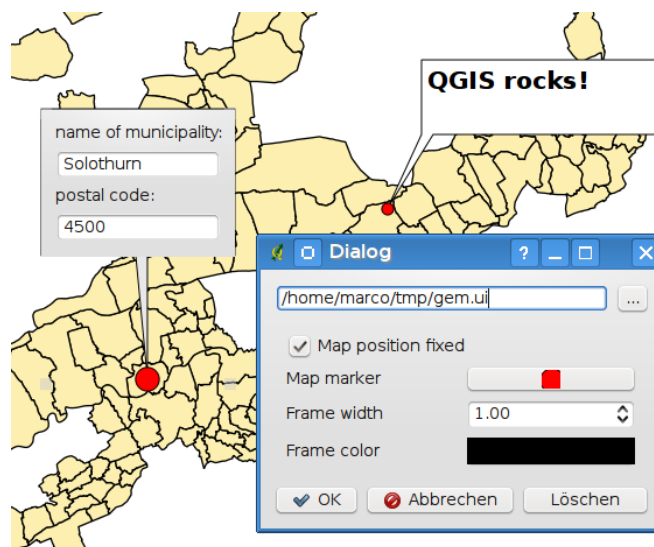 QGIS rocks!
name of municipality:
Solothurn
postal code:
4500
Dialog
?
/home/marco/tmp/gem.ui
...
Map position fixed
Map marker
Frame width
1.00
Frame color
OK
Abbrechen
Löschen